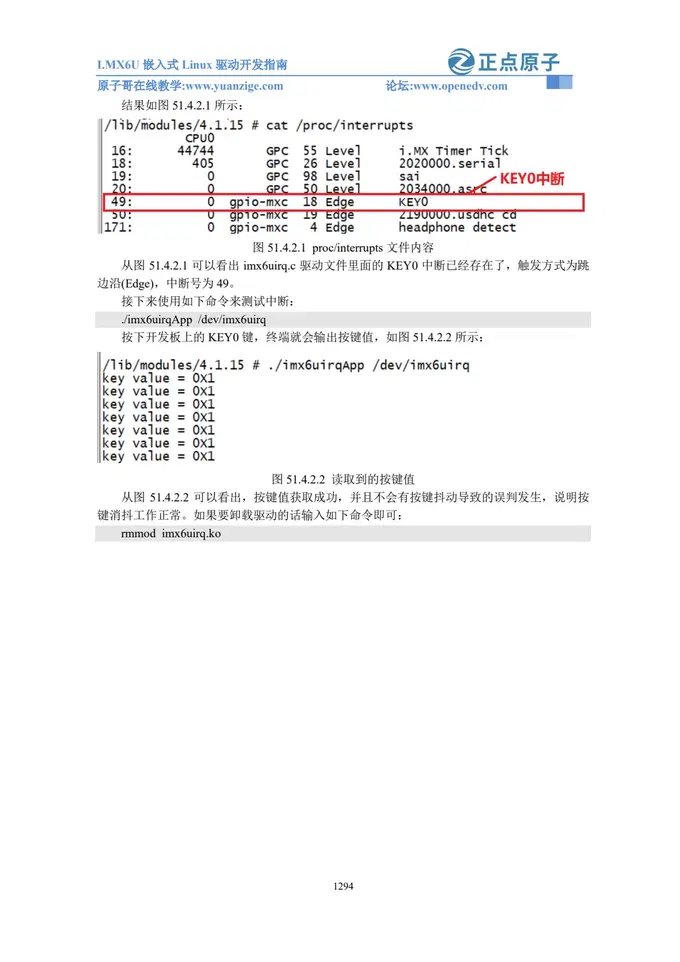 I.MX6U 嵌入式 Linux 驱动开发指南
正点原子
原子哥在线教学:www.yuanzige.com 论坛:www.openedv.com
结果如图 51.4.2.1 所示：
/lib/modules/4.1.15 # cat /proc/interrupts
CPU0
16: 44744 GPC 55 Level i.MX Timer Tick
18: 405 GPC 26 Level 2020000.serial
19: 0 GPC 98 Level sai
20: 0 GPC 50 Level 2034000.asrc
KEY0中断
49: 0 gpio-mxc 18 Edge KEY0
50: 0 gpio-mxc 19 Edge 2190000.usdhc cd
171: 0 gpio-mxc 4 Edge headphone detect
图 51.4.2.1 proc/interrupts 文件内容
从图 51.4.2.1 可以看出 imx6uirq.c 驱动文件里面的 KEY0 中断已经存在了，触发方式为跳
边沿(Edge)，中断号为 49。
接下来使用如下命令来测试中断：
./imx6uirqApp /dev/imx6uirq
按下开发板上的 KEY0 键，终端就会输出按键值，如图 51.4.2.2 所示：
/lib/modules/4.1.15 # ./imx6uirqApp /dev/imx6uirq
key value = 0X1
key value = 0X1
key value = 0X1
key value = 0X1
key value = 0X1
key value = 0X1
key value = 0X1
图 51.4.2.2 读取到的按键值
从图 51.4.2.2 可以看出，按键值获取成功，并且不会有按键抖动导致的误判发生，说明按
键消抖工作正常。如果要卸载驱动的话输入如下命令即可：
rmmod imx6uirq.ko
1294